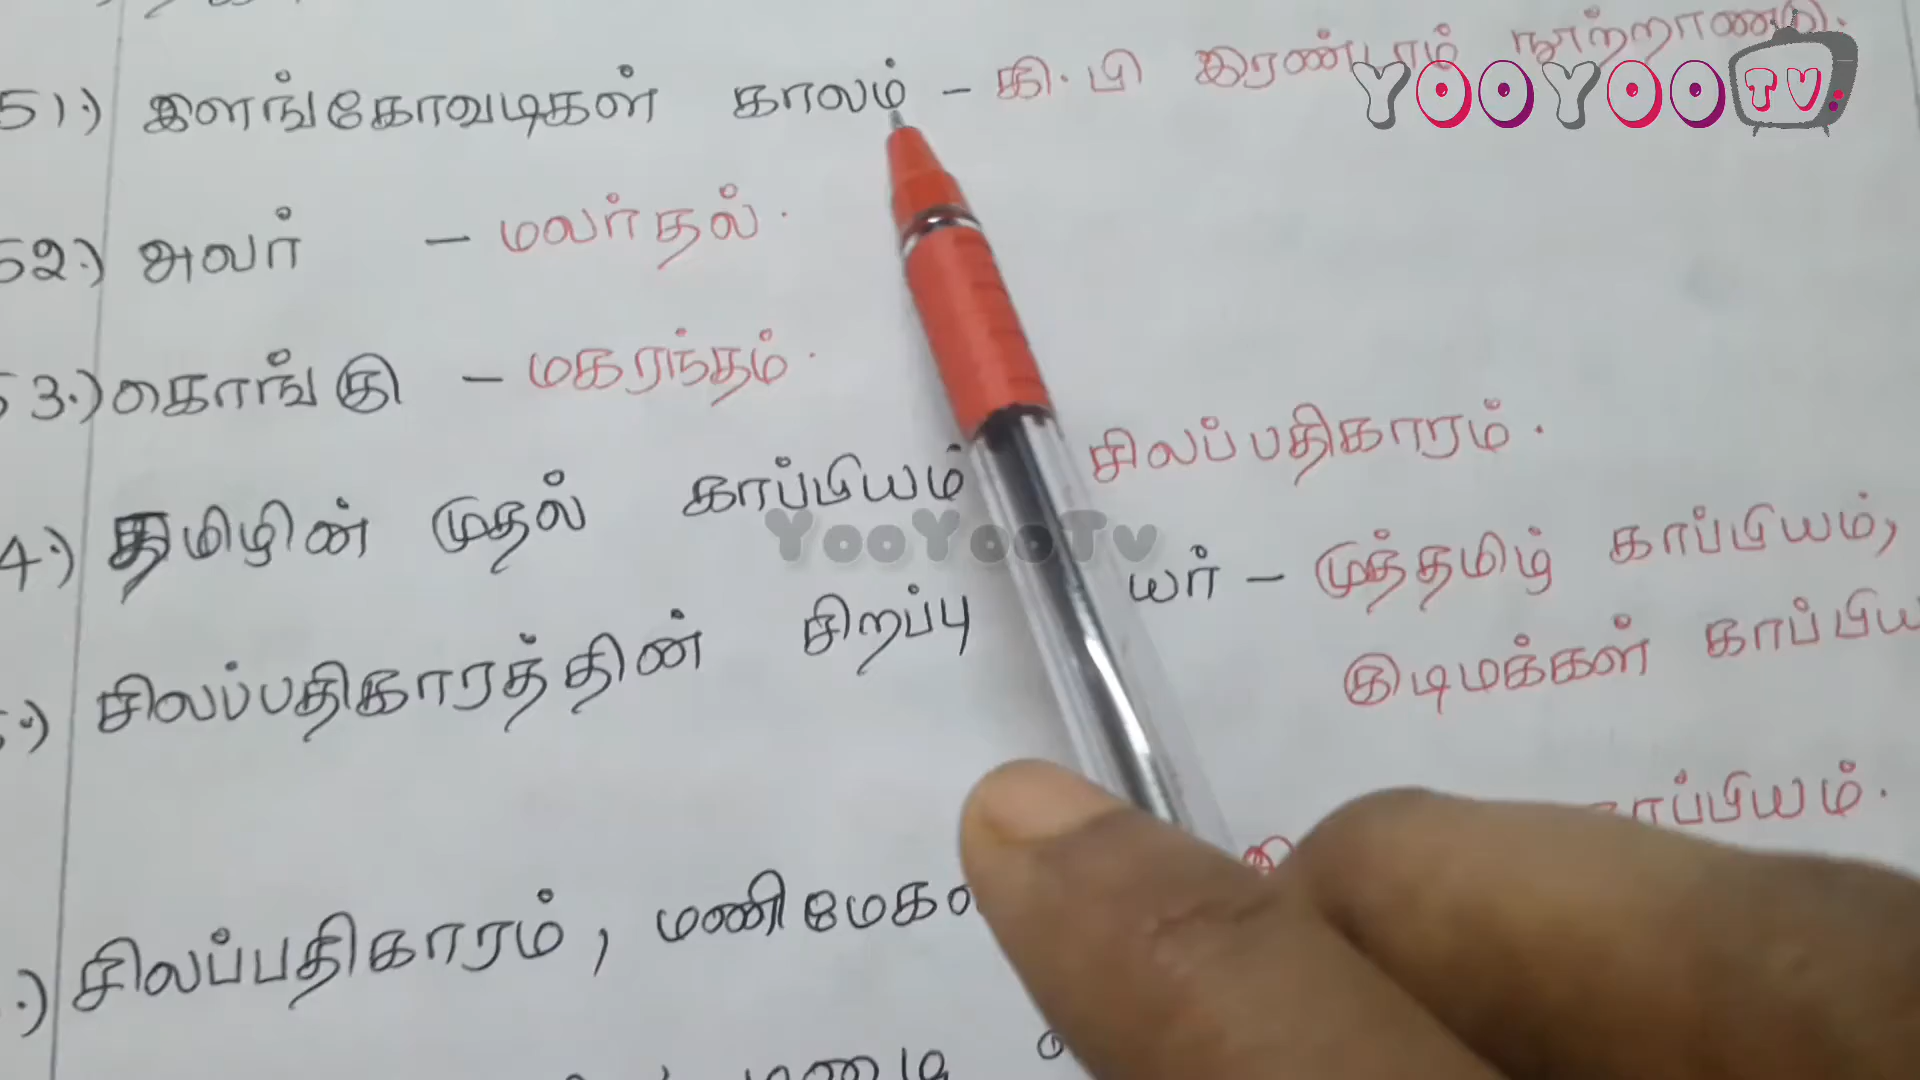 51.) இளங்கோவடிகள் காலம் - கி.பி இரண்டாம் நூற்றாண்டு.
YOOYOO TV
52.) அலர் - மலர்தல்.
53.) கொங்கு - மகரந்தம்.
4.) தமிழின் முதல் காப்பியம் சிலப்பதிகாரம்.
YooYooTv
சிலப்பதிகாரத்தின் சிறப்பு யர் - முத்தமிழ் காப்பியம்,
குடிமக்கள்
காப்பியம்.
.) சிலப்பதிகாரம்,